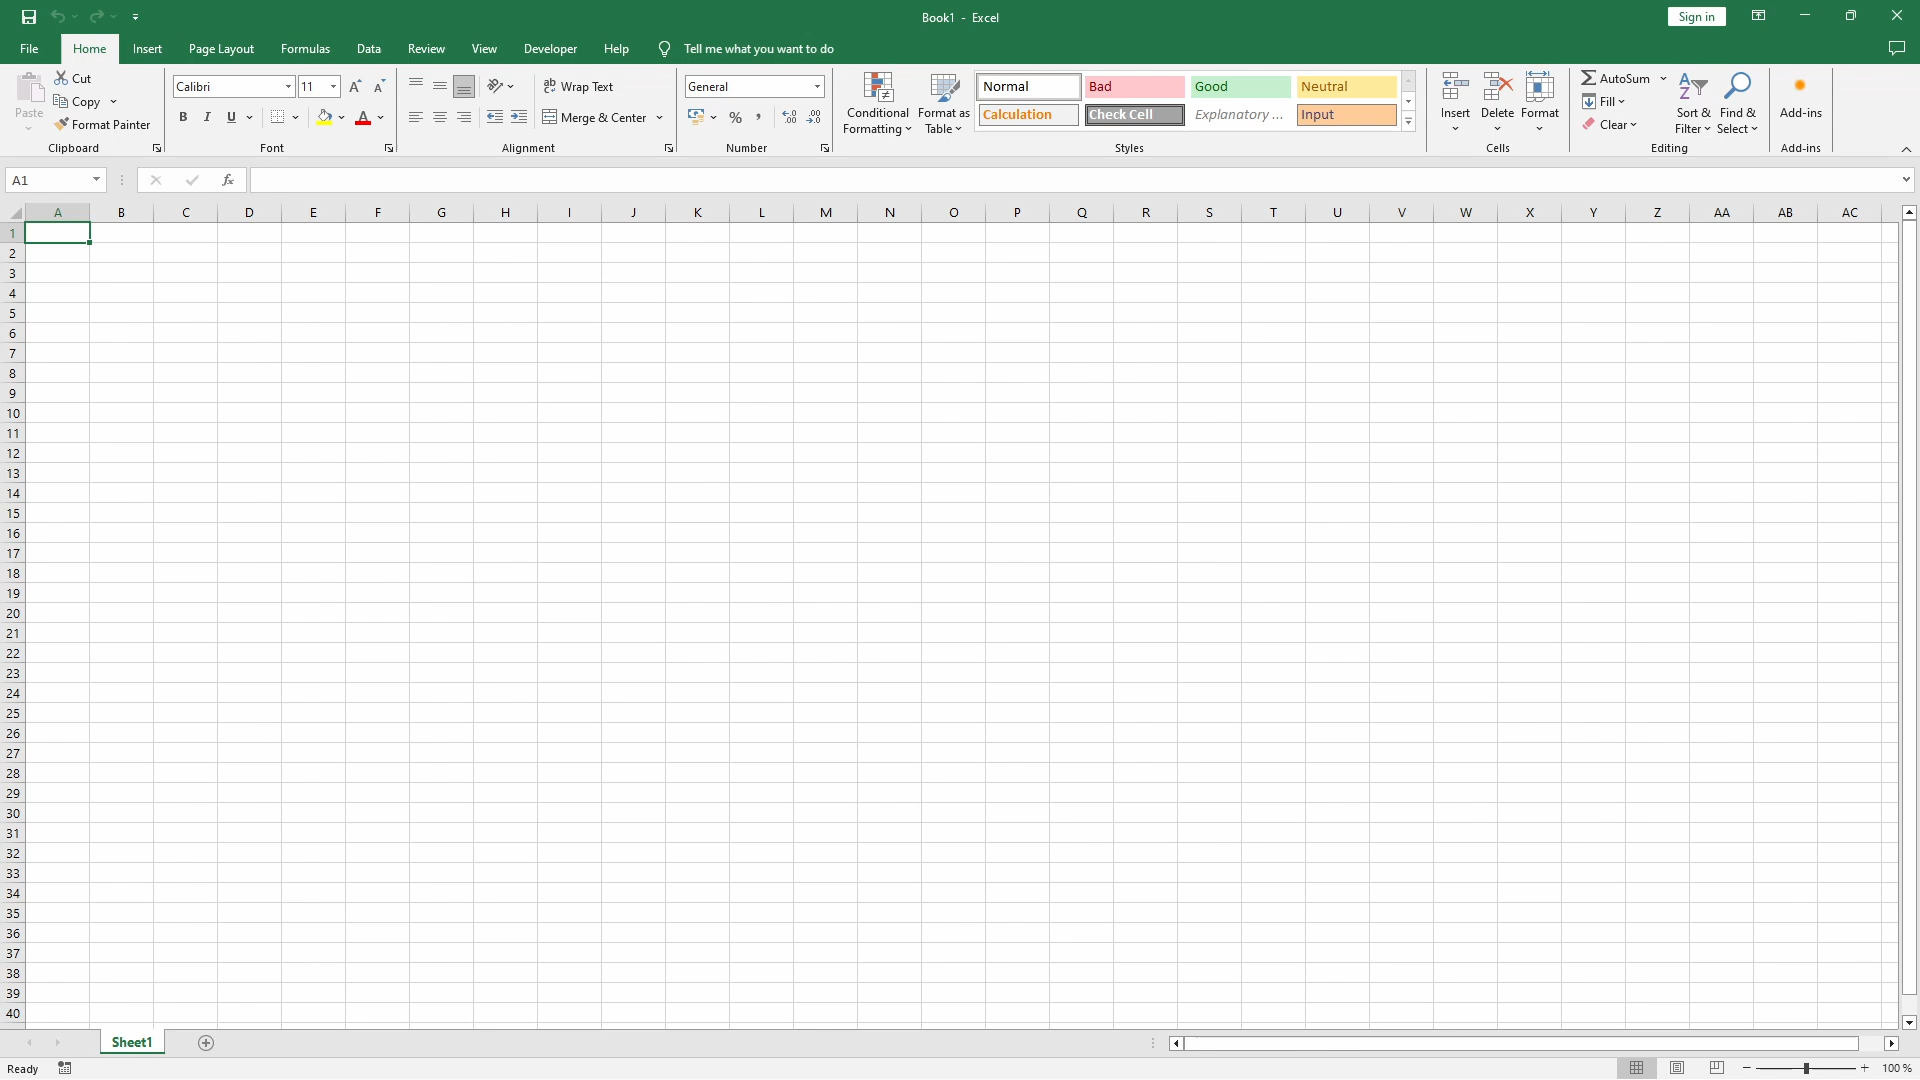 Book1 - Excel
Sign in
File Home Insert Page Layout Formulas Data Review View Developer Help Tell me what you want to do
Paste
Cut
Copy
Format Painter
Clipboard
Calibri 11
B I U A
Font
ab Wrap Text
Merge & Center
Alignment
General
% ,
Number
Conditional Formatting
Format as Table
Normal Bad Good Neutral
Calculation Check Cell Explanatory ... Input
Styles
Insert Delete Format
Cells
AutoSum
Fill
Clear
Sort & Filter
Find & Select
Editing
Add-ins
Add-ins
A1 fx
A B C D E F G H I J K L M N O P Q R S T U V W X Y Z AA AB AC
1
2
3
4
5
6
7
8
9
10
11
12
13
14
15
16
17
18
19
20
21
22
23
24
25
26
27
28
29
30
31
32
33
34
35
36
37
38
39
40
Sheet1
Ready
100 %